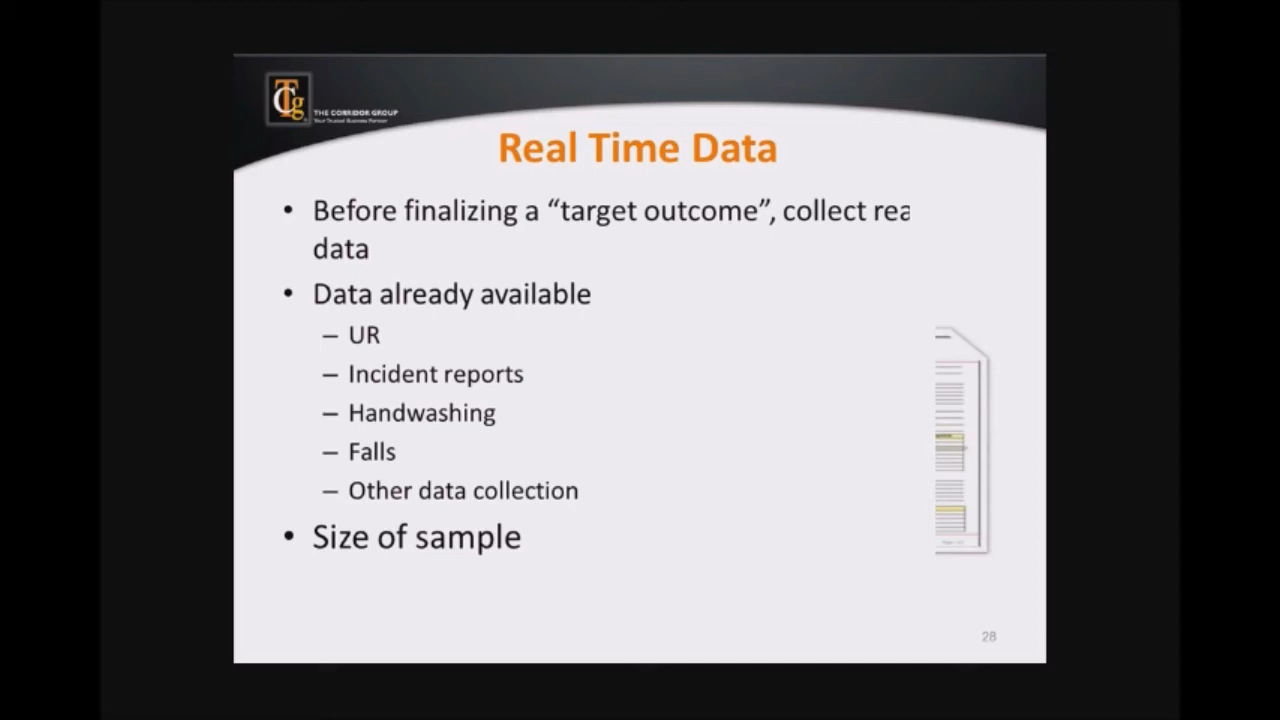 TCg
THE CORRIDOR GROUP
Your Trusted Business Partner
Real Time Data
• Before finalizing a “target outcome”, collect rea
data
• Data already available
– UR
– Incident reports
– Handwashing
– Falls
– Other data collection
• Size of sample
28